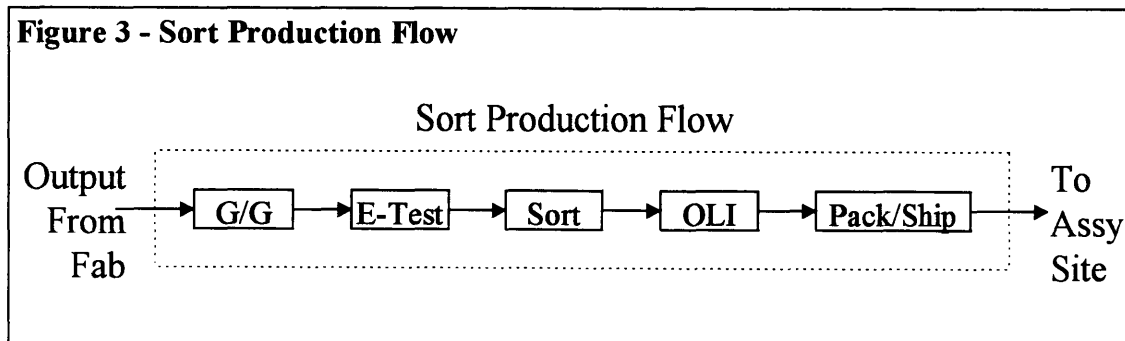 Figure 3 - Sort Production Flow
Sort Production Flow
Output
From
Fab
G/G
E-Test
Sort
OLI
Pack/Ship
To
Assy
Site